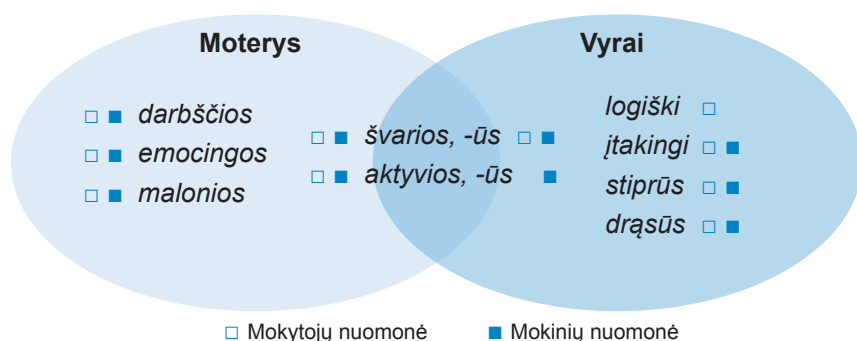 Moterys
Vyrai
□ ■ darbščios
□ ■ emocingos
□ ■ malonios
□ ■ švarios, -ūs □ ■
□ ■ aktyvios, -ūs ■
logiški □
įtakingi □ ■
stiprūs □ ■
drąsūs □ ■
□ Mokytojų nuomonė ■ Mokinių nuomonė